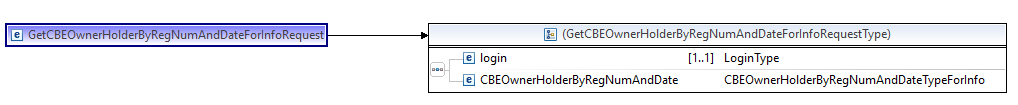 e GetCBEOwnerHolderByRegNumAndDateForInfoRequest
(GetCBEOwnerHolderByRegNumAndDateForInfoRequestType)
e login [1..1] LoginType
e CBEOwnerHolderByRegNumAndDate CBEOwnerHolderByRegNumAndDateTypeForInfo